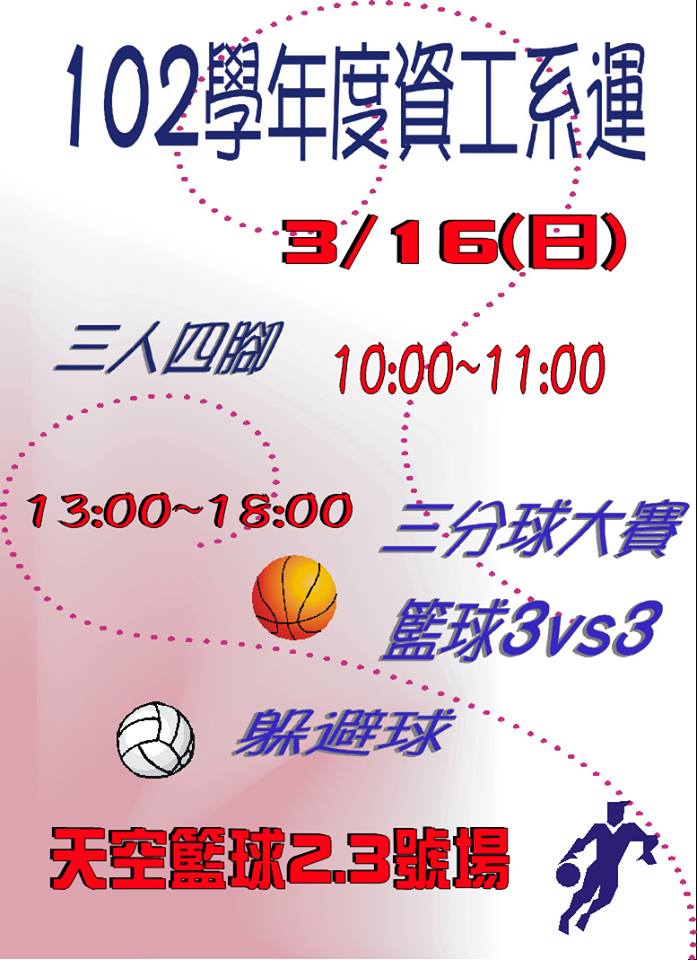 102學年度資工系運
3/16(日)
三人四腳 10:00~11:00
13:00~18:00 三分球大賽
籃球3vs3
躲避球
天空籃球2.3號場